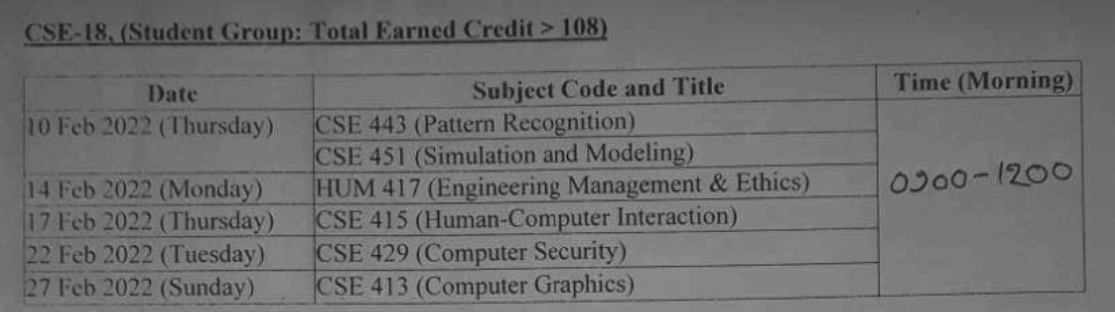 CSE-18, (Student Group: Total Earned Credit > 108)
Date Subject Code and Title Time (Morning)
10 Feb 2022 (Thursday) CSE 443 (Pattern Recognition)
CSE 451 (Simulation and Modeling)
14 Feb 2022 (Monday) HUM 417 (Engineering Management & Ethics) 0900-1200
17 Feb 2022 (Thursday) CSE 415 (Human-Computer Interaction)
22 Feb 2022 (Tuesday) CSE 429 (Computer Security)
27 Feb 2022 (Sunday) CSE 413 (Computer Graphics)